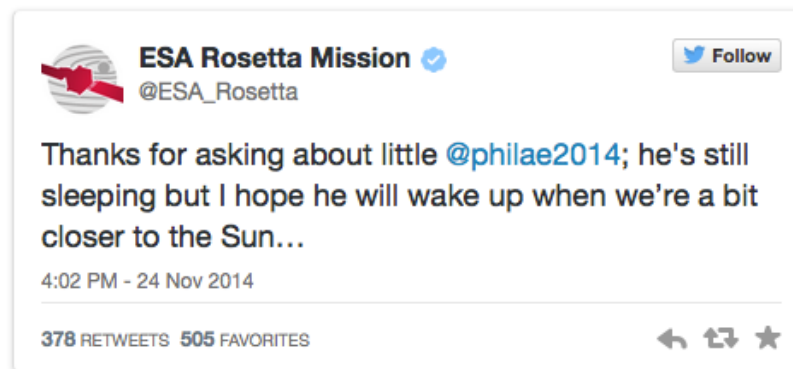 ESA Rosetta Mission
Follow
@ESA_Rosetta
Thanks for asking about little @philae2014; he's still
sleeping but I hope he will wake up when we’re a bit
closer to the Sun...
4:02 PM - 24 Nov 2014
378 RETWEETS 505 FAVORITES